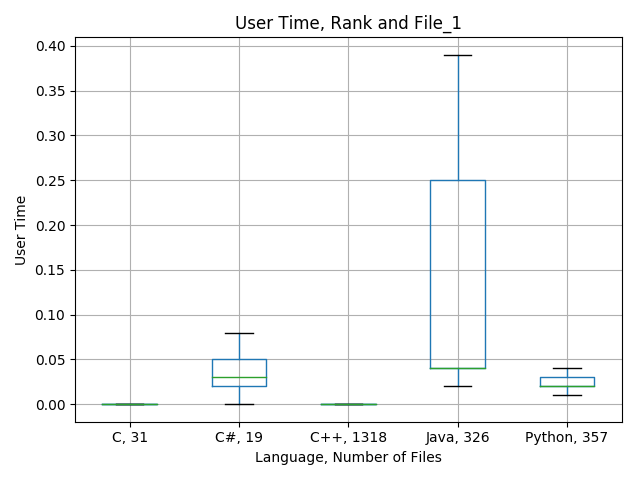 User Time, Rank and File_1
0.40
0.35
0.30
0.25
0.20
0.15
0.10
0.05
0.00
User Time
C, 31
C#, 19
C++, 1318
Java, 326
Python, 357
Language, Number of Files